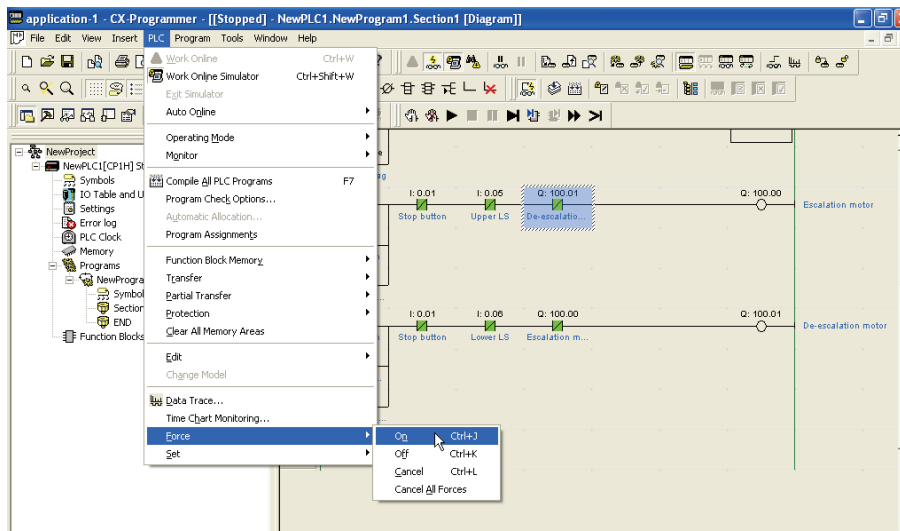 application-1 - CX-Programmer - [[Stopped] - NewPLC1.NewProgram1.Section1 [Diagram]]
File Edit View Insert PLC Program Tools Window Help
Work Online Ctrl+W
Work Online Simulator Ctrl+Shift+W
Exit Simulator
Auto Online
Operating Mode
Monitor
Compile All PLC Programs F7
Program Check Options...
Automatic Allocation...
Program Assignments
Function Block Memory
Transfer
Partial Transfer
Protection
Clear All Memory Areas
Edit
Change Model
Data Trace...
Time Chart Monitoring...
Force
Set
On Ctrl+J
Off Ctrl+K
Cancel Ctrl+L
Cancel All Forces
NewProject
NewPLC1[CP1H] St
Symbols
IO Table and U
Settings
Error log
PLC Clock
Memory
Programs
NewProgra
Symbol
Section
END
Function Blocks
I: 0.01 I: 0.05 Q: 100.01 Q: 100.00
Stop button Upper LS De-escalatio... Escalation motor
I: 0.01 I: 0.06 Q: 100.00 Q: 100.01
Stop button Lower LS Escalation m... De-escalation motor